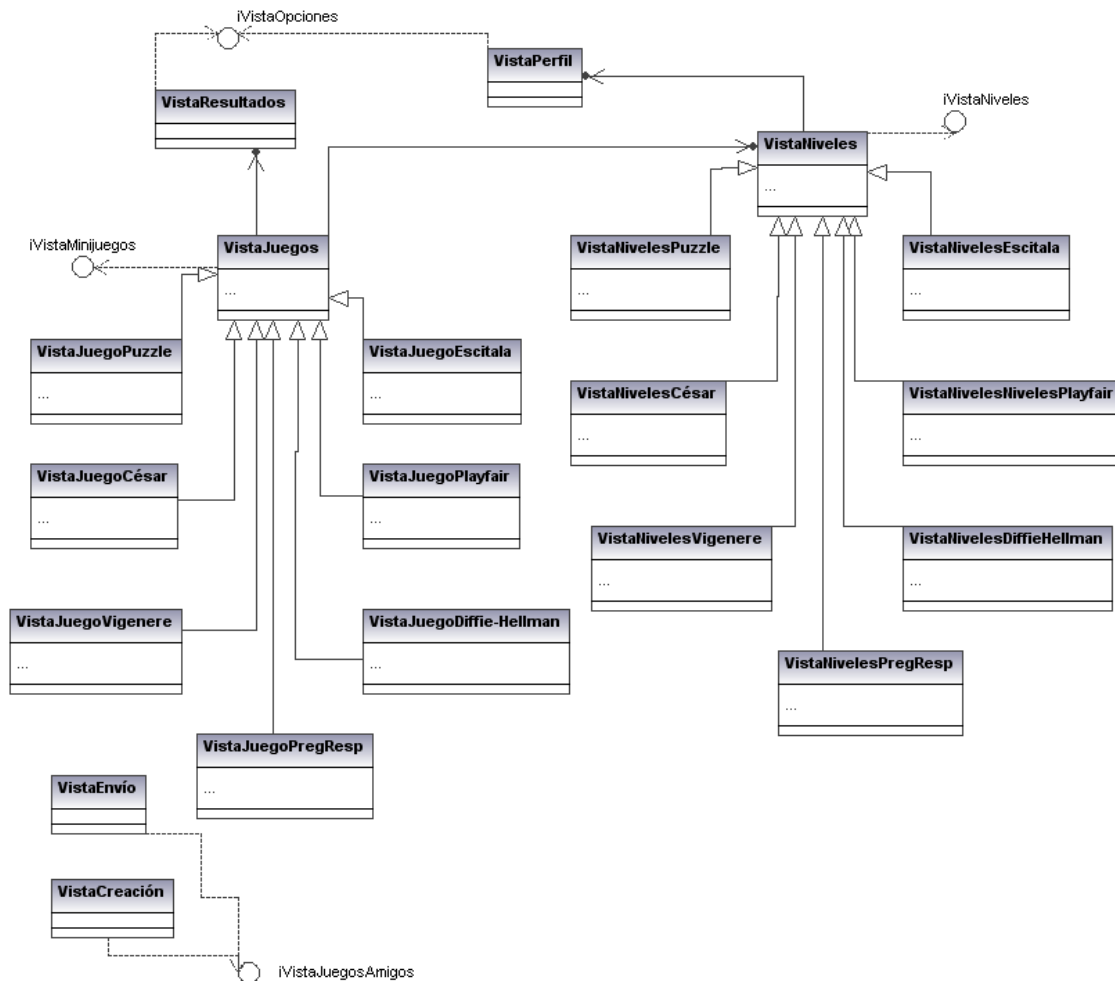 iVistaOpciones
VistaPerfil
VistaResultados
iVistaNiveles
VistaNiveles
...
iVistaMinijuegos
VistaJuegos
...
VistaNivelesPuzzle
...
VistaNivelesEscitala
...
VistaJuegoPuzzle
...
VistaJuegoEscitala
...
VistaNivelesCésar
...
VistaNivelesNivelesPlayfair
...
VistaJuegoCésar
...
VistaJuegoPlayfair
...
VistaNivelesVigenere
...
VistaNivelesDiffieHellman
...
VistaJuegoVigenere
...
VistaJuegoDiffie-Hellman
...
VistaNivelesPregResp
...
VistaJuegoPregResp
...
VistaEnvío
VistaCreación
iVistaJuegosAmigos